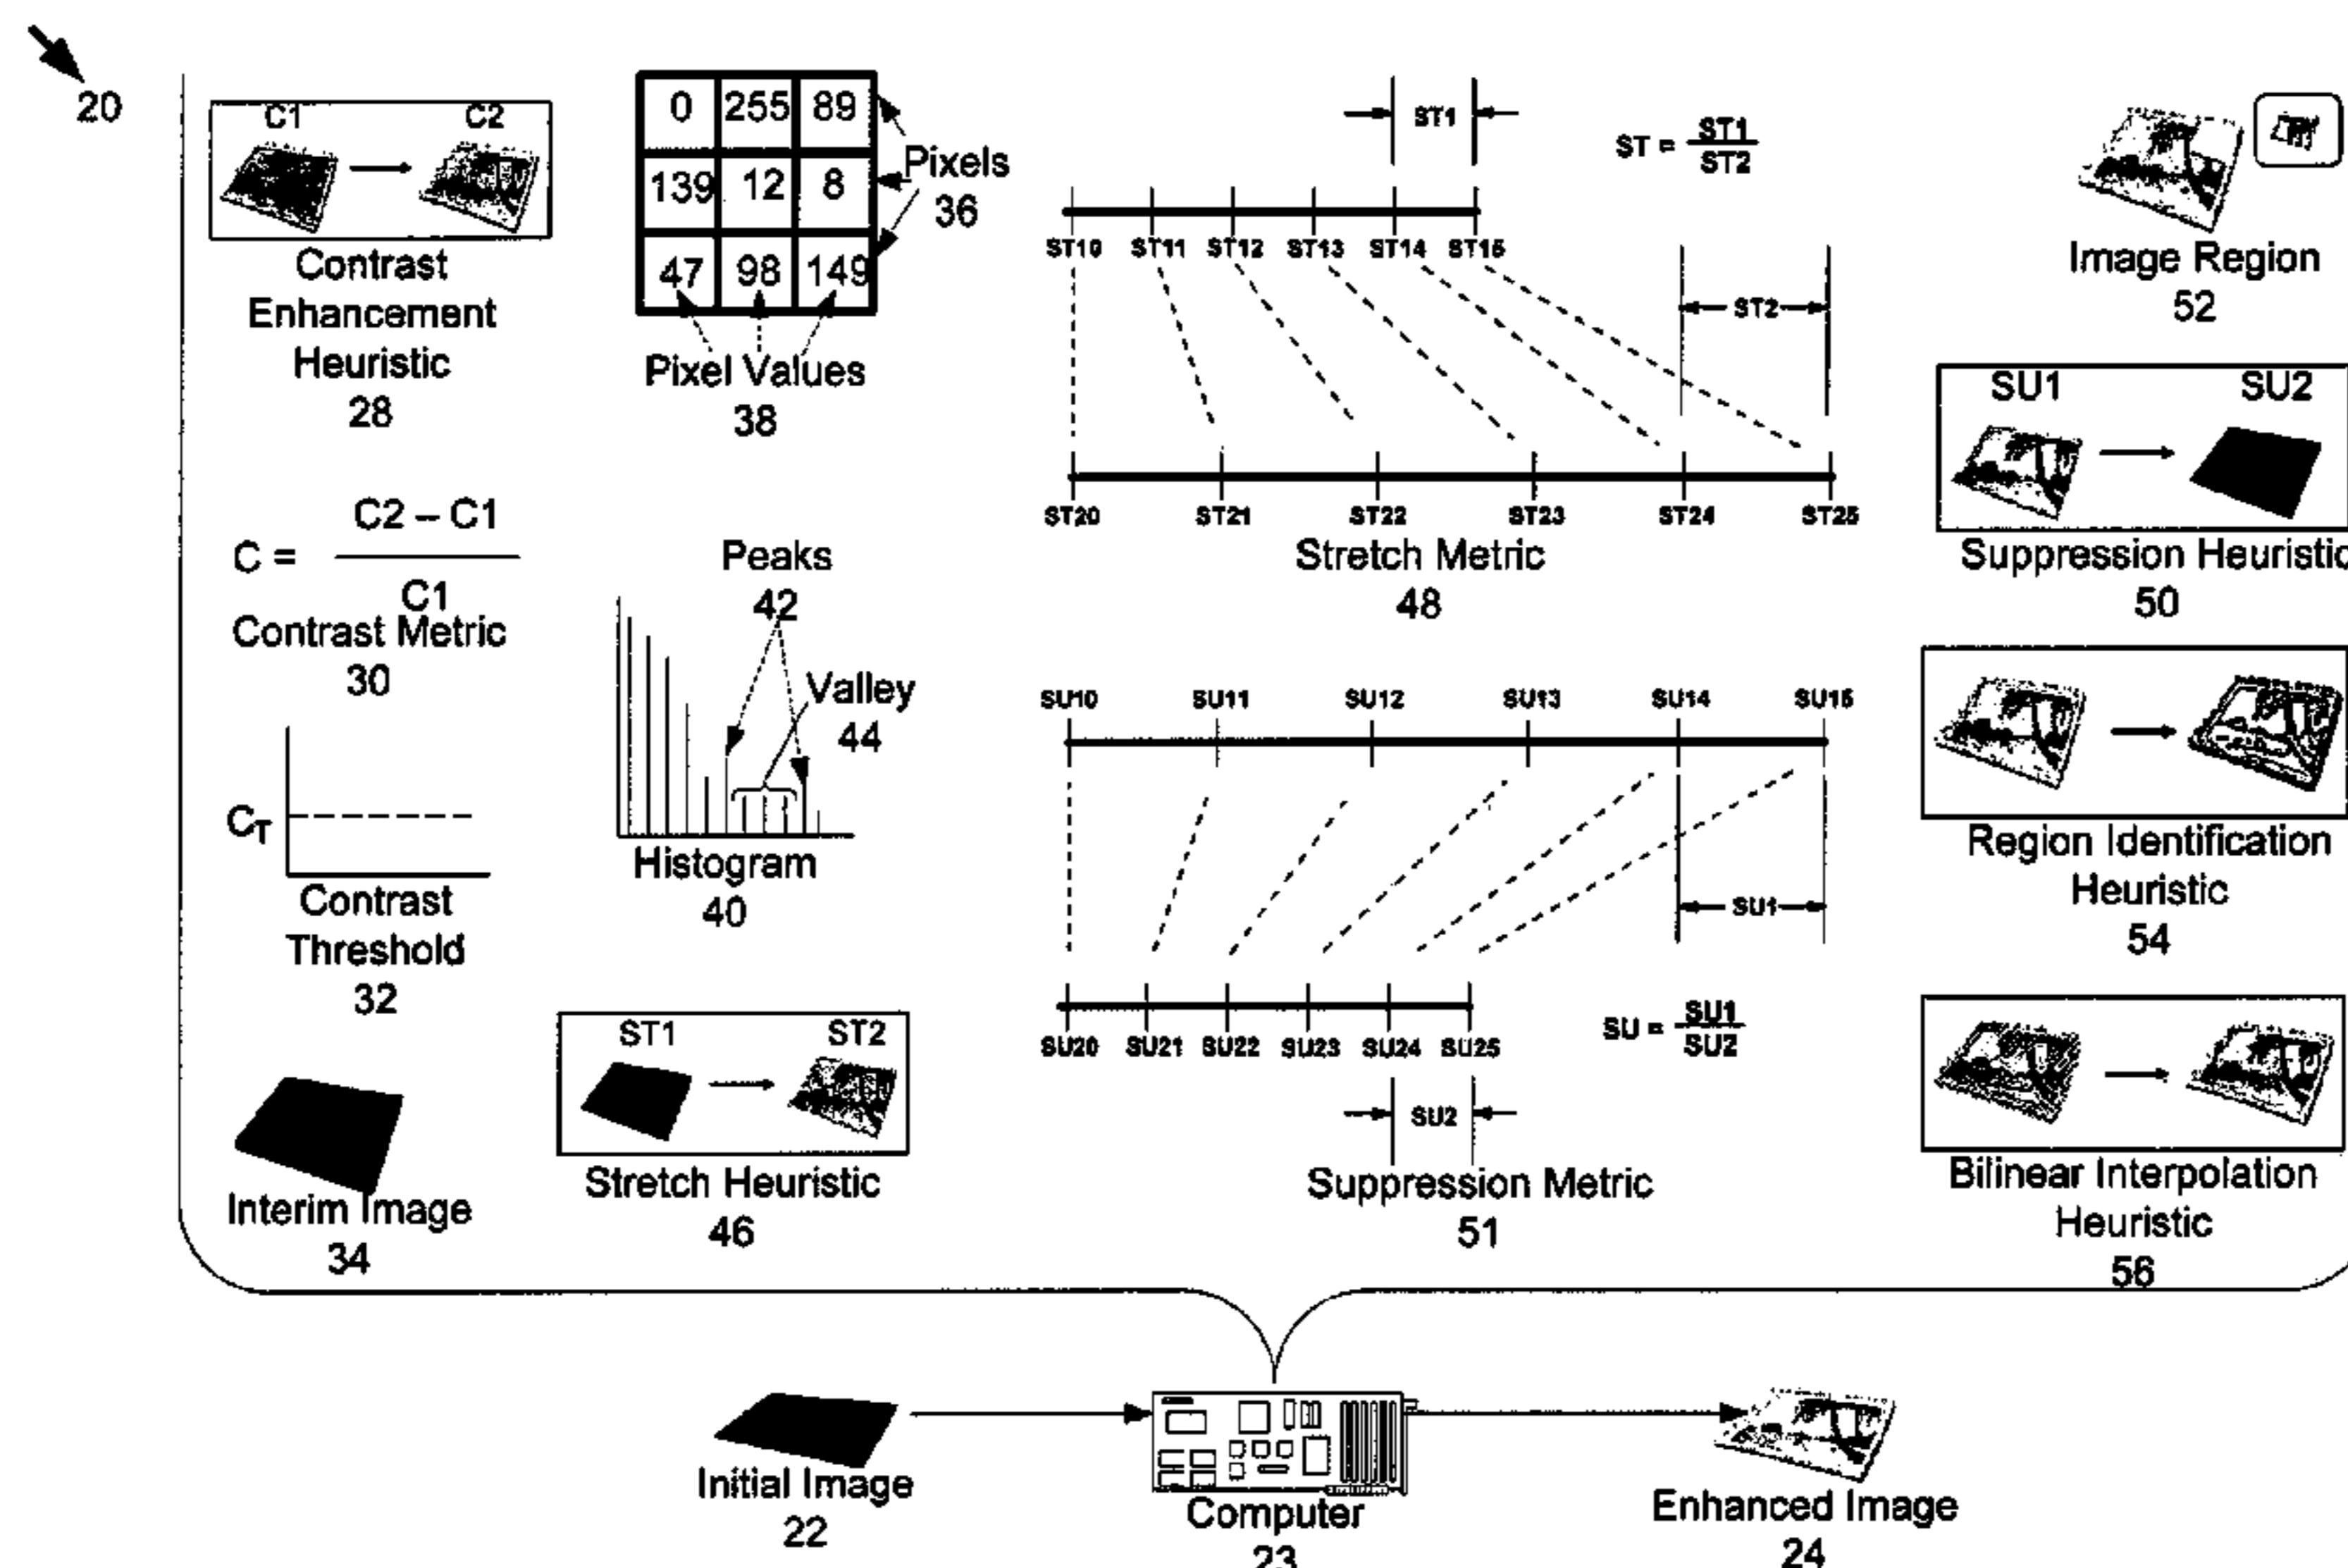 20
C1
C2
Contrast
Enhancement
Heuristic
28
0 255 89
139 12 8
47 98 149
Pixels
36
Pixel Values
38
ST1
ST = ST1
ST2
ST10 ST11 ST12 ST13 ST14 ST15
ST2
ST20 ST21 ST22 ST23 ST24 ST25
Stretch Metric
48
Image Region
52
SU1 SU2
Suppression Heuristic
50
C = C2 – C1
C1
Contrast Metric
30
Peaks
42
Valley
44
Histogram
40
SU10 SU11 SU12 SU13 SU14 SU15
SU1
SU20 SU21 SU22 SU23 SU24 SU25
SU = SU1
SU2
SU2
Suppression Metric
51
Region Identification
Heuristic
54
CT
Contrast
Threshold
32
ST1 ST2
Stretch Heuristic
46
Interim Image
34
Bilinear Interpolation
Heuristic
56
Initial Image
22
Computer
23
Enhanced Image
24